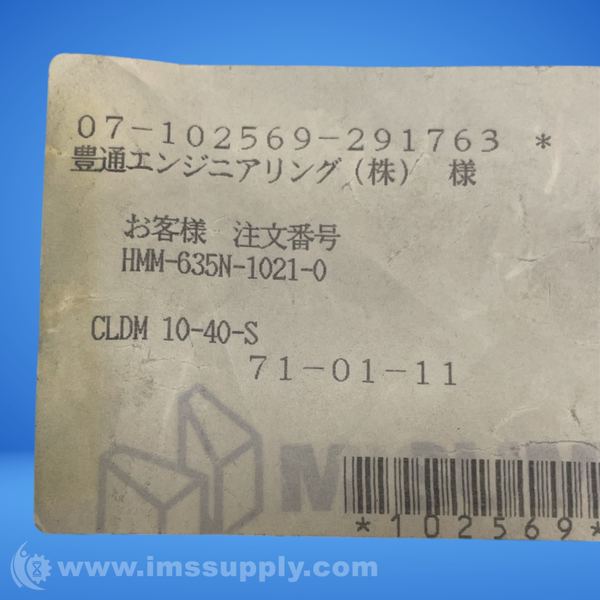 07-102569-291763 *
豊通エンジニアリング（株） 様
お客様 注文番号
HMM-635N-1021-0
CLDM 10-40-S
71-01-11
*102569*
www.imssupply.com